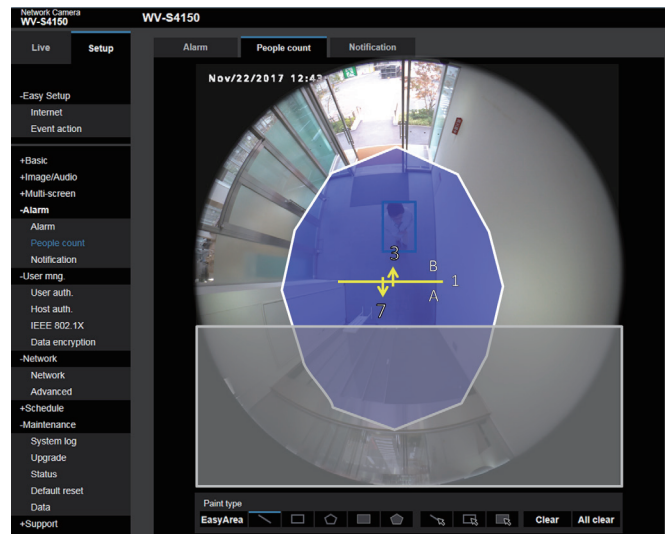 Network Camera
WV-S4150
WV-S4150
Live
Setup
Alarm
People count
Notification
-Easy Setup
Internet
Event action
+Basic
+Image/Audio
+Multi-screen
-Alarm
Alarm
People count
Notification
-User mng.
User auth.
Host auth.
IEEE 802.1X
Data encryption
-Network
Network
Advanced
+Schedule
-Maintenance
System log
Upgrade
Status
Default reset
Data
+Support
Nov/22/2017 12:43
3
B
1
A
7
Paint type
EasyArea
Clear
All clear